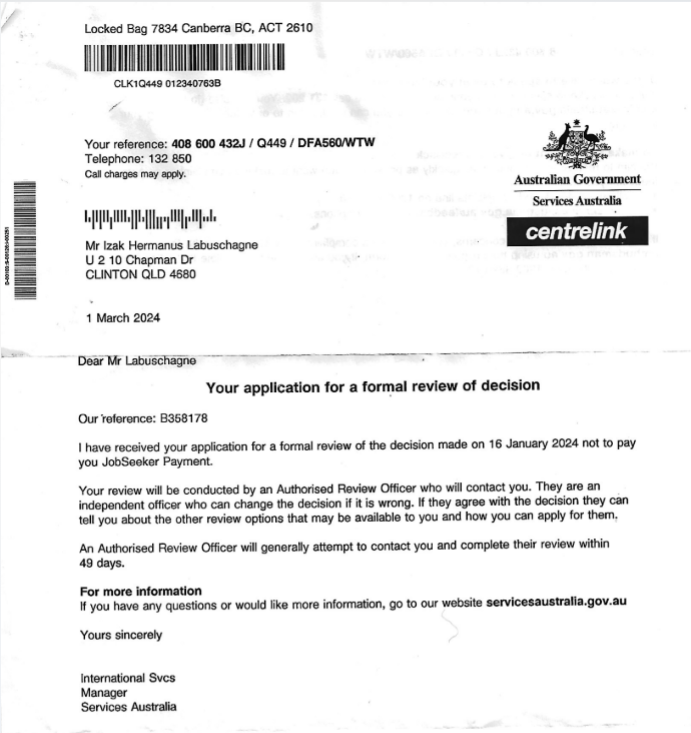 Locked Bag 7834 Canberra BC, ACT 2610
CLK1Q449 012340763B
Your reference: 408 600 432J / Q449 / DFA560/WTW
Telephone: 132 850
Call charges may apply.
Australian Government
Services Australia
centrelink
Mr Izak Hermanus Labuschagne
U 2 10 Chapman Dr
CLINTON QLD 4680
1 March 2024
Dear Mr Labuschagne
Your application for a formal review of decision
Our reference: B358178
I have received your application for a formal review of the decision made on 16 January 2024 not to pay
you JobSeeker Payment.
Your review will be conducted by an Authorised Review Officer who will contact you. They are an
independent officer who can change the decision if it is wrong. If they agree with the decision they can
tell you about the other review options that may be available to you and how you can apply for them.
An Authorised Review Officer will generally attempt to contact you and complete their review within
49 days.
For more information
If you have any questions or would like more information, go to our website servicesaustralia.gov.au
Yours sincerely
International Svcs
Manager
Services Australia